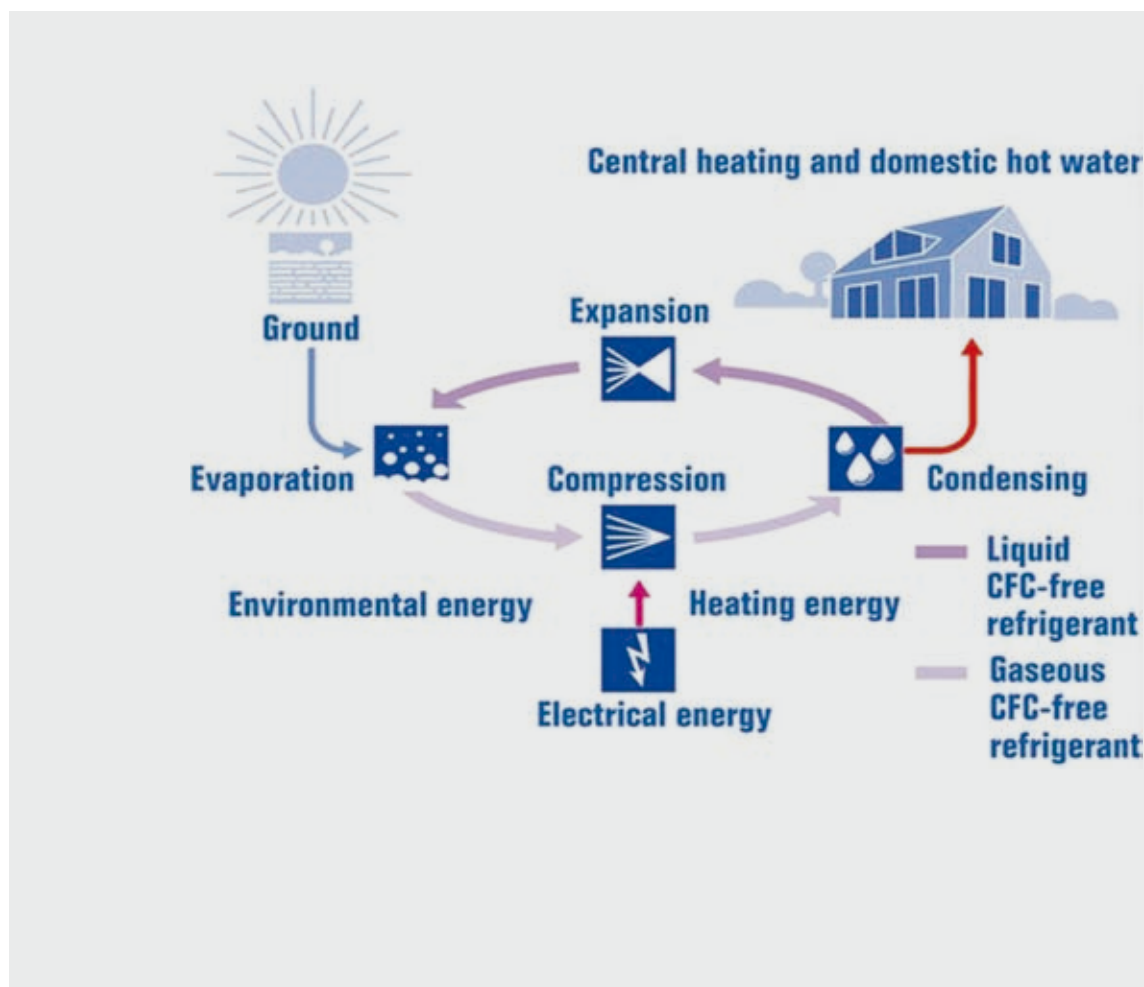 Central heating and domestic hot water
Expansion
Ground
Evaporation
Compression
Condensing
Liquid
CFC-free
refrigerant
Environmental energy
Heating energy
Gaseous
CFC-free
refrigerant
Electrical energy